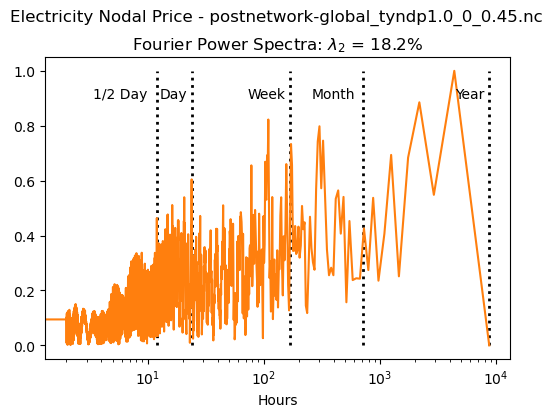 Electricity Nodal Price - postnetwork-global_tyndp1.0_0_0.45.nc
Fourier Power Spectra: λ₂ = 18.2%
1/2 Day
Day
Week
Month
Year
1.0
0.8
0.6
0.4
0.2
0.0
10¹
10²
10³
10⁴
Hours